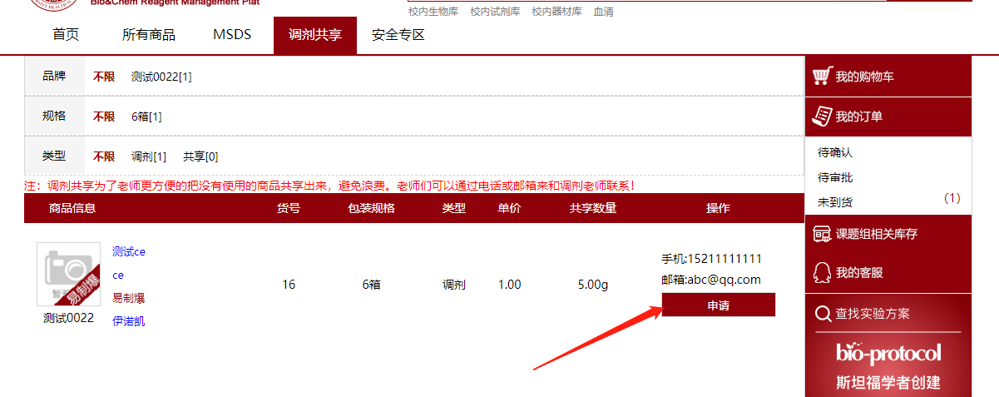 Bio&Chem Reagent Management Plat
校内生物库 校内试剂库 校内器材库 血清
首页 所有商品 MSDS 调剂共享 安全专区
品牌 不限 测试0022[1]
规格 不限 6箱[1]
类型 不限 调剂[1] 共享[0]
注：调剂共享为了老师更方便的把没有使用的商品共享出来，避免浪费。老师们可以通过电话或邮箱来和调剂老师联系！
商品信息 货号 包装规格 类型 单价 共享数量 操作
易制爆
测试0022
测试ce
ce
易制爆
伊诺凯
16 6箱 调剂 1.00 5.00g
手机:15211111111
邮箱:abc@qq.com
申请
我的购物车
我的订单
待确认
待审批
未到货 (1)
课题组相关库存
我的客服
查找实验方案
bio-protocol
斯坦福学者创建